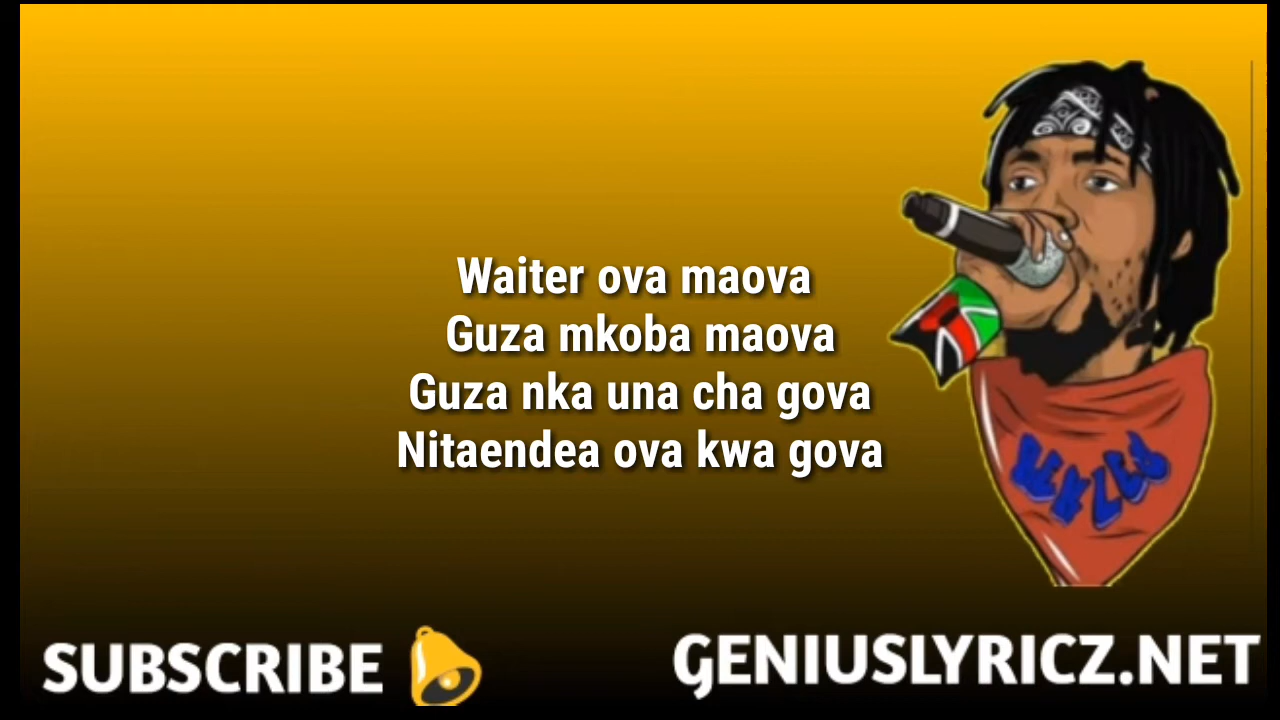 Waiter ova maova
Guza mkoba maova
Guza nka una cha gova
Nitaendea ova kwa gova
SUBSCRIBE
GENIUSLYRICZ.NET